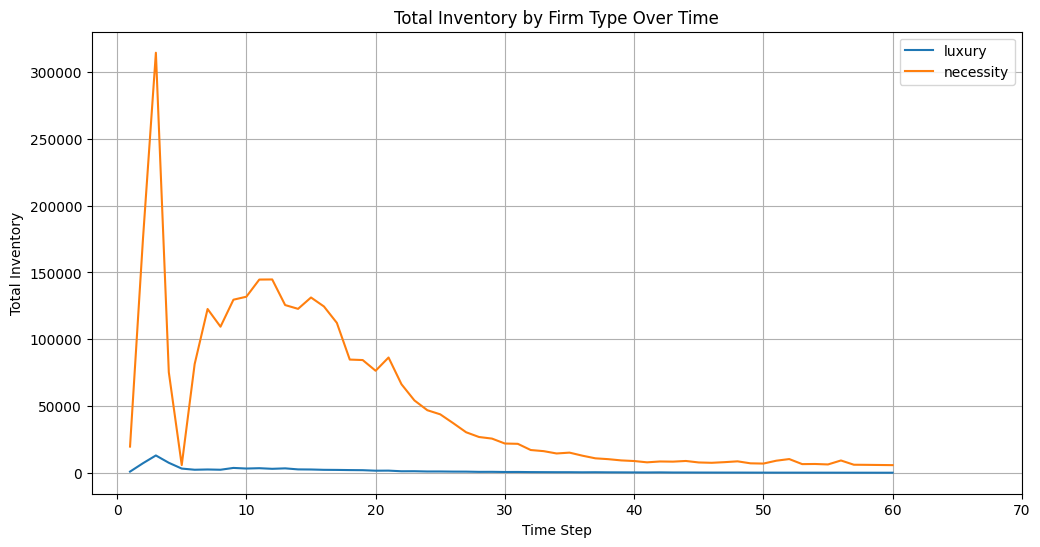 Total Inventory by Firm Type Over Time
luxury
necessity
300000
250000
200000
150000
100000
50000
0
Total Inventory
0 10 20 30 40 50 60 70
Time Step